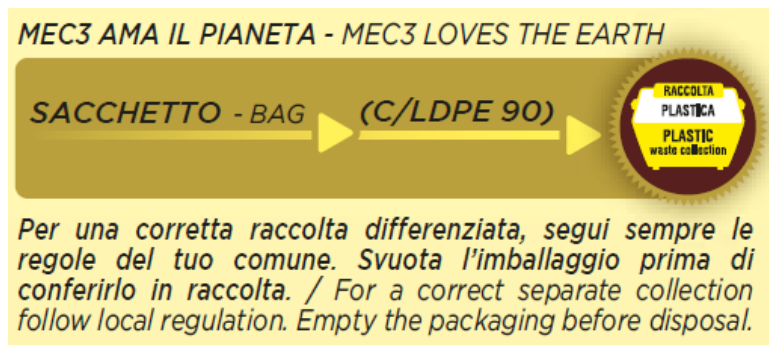 MEC3 AMA IL PIANETA - MEC3 LOVES THE EARTH
SACCHETTO - BAG (C/LDPE 90)
RACCOLTA
PLASTICA
PLASTIC
waste collection
Per una corretta raccolta differenziata, segui sempre le
regole del tuo comune. Svuota l'imballaggio prima di
conferirlo in raccolta. / For a correct separate collection
follow local regulation. Empty the packaging before disposal.